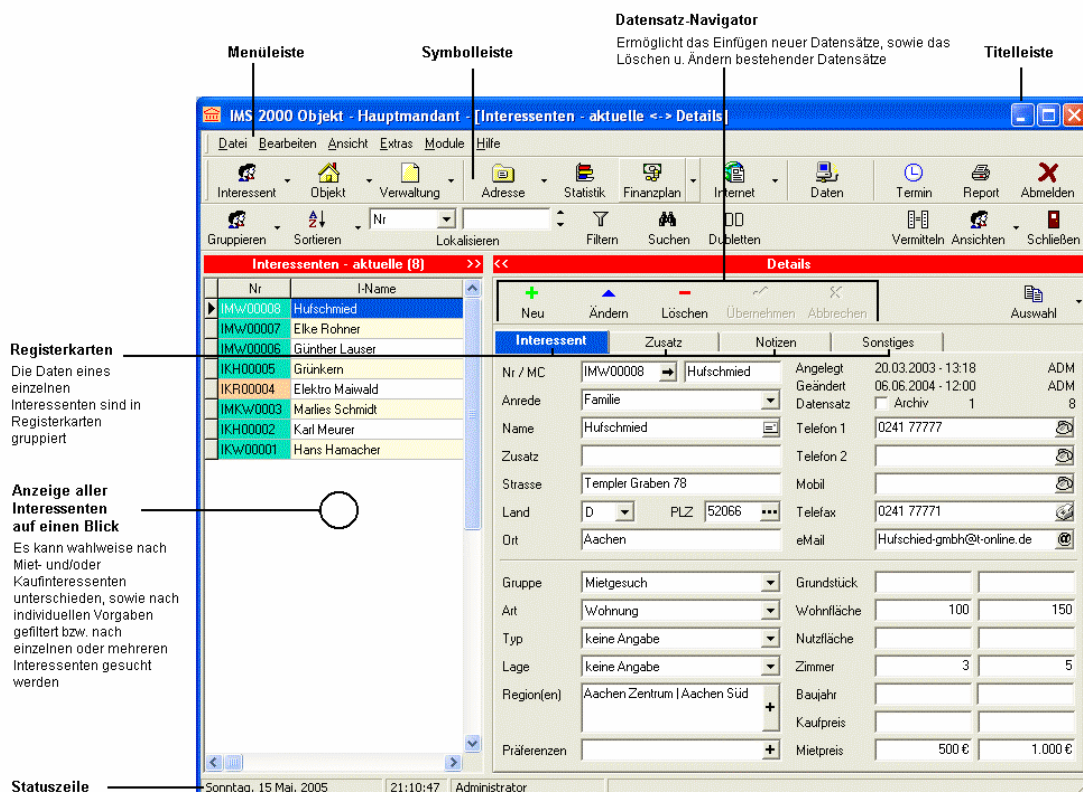 Datensatz-Navigator
Ermöglicht das Einfügen neuer Datensätze, sowie das
Löschen u. Ändern bestehender Datensätze
Menüleiste
Symbolleiste
Titelleiste
IMS 2000 Objekt - Hauptmandant - [Interessenten - aktuelle <-> Details]
Datei Bearbeiten Ansicht Extras Module Hilfe
Interessent Objekt Verwaltung Adresse Statistik Finanzplan Internet Daten Termin Report Abmelden
Nr
Gruppieren Sortieren Lokalisieren Filtern Suchen Dubletten Vermitteln Ansichten Schließen
Interessenten - aktuelle (8) >>
<< Details
Nr I-Name
IMW00008 Hufschmied
IMW00007 Elke Rohner
IMW00006 Günther Lauser
IKH00005 Grünkern
IKR00004 Elektro Maiwald
IMKW0003 Marlies Schmidt
IKH00002 Karl Meurer
IKW00001 Hans Hamacher
Neu Ändern Löschen Übernehmen Abbrechen Auswahl
Interessent Zusatz Notizen Sonstiges
Nr / MC IMW00008 Hufschmied Angelegt 20.03.2003 - 13:18 ADM
Geändert 06.06.2004 - 12:00 ADM
Anrede Familie Datensatz Archiv 1 8
Name Hufschmied Telefon 1 0241 77777
Zusatz Telefon 2
Strasse Templer Graben 78 Mobil
Land D PLZ 52066 Telefax 0241 77771
Ort Aachen eMail Hufschied-gmbh@t-online.de
Gruppe Mietgesuch Grundstück
Art Wohnung Wohnfläche 100 150
Typ keine Angabe Nutzfläche
Lage keine Angabe Zimmer 3 5
Region(en) Aachen Zentrum | Aachen Süd Baujahr
Kaufpreis
Präferenzen Mietpreis 500 € 1.000 €
Registerkarten
Die Daten eines
einzelnen
Interessenten sind in
Registerkarten
gruppiert
Anzeige aller
Interessenten
auf einen Blick
Es kann wahlweise nach
Miet- und/oder
Kaufinteressenten
unterschieden, sowie nach
individuellen Vorgaben
gefiltert bzw. nach
einzelnen oder mehreren
Interessenten gesucht
werden
Statuszeile
Sonntag, 15 Mai, 2005 21:10:47 Administrator